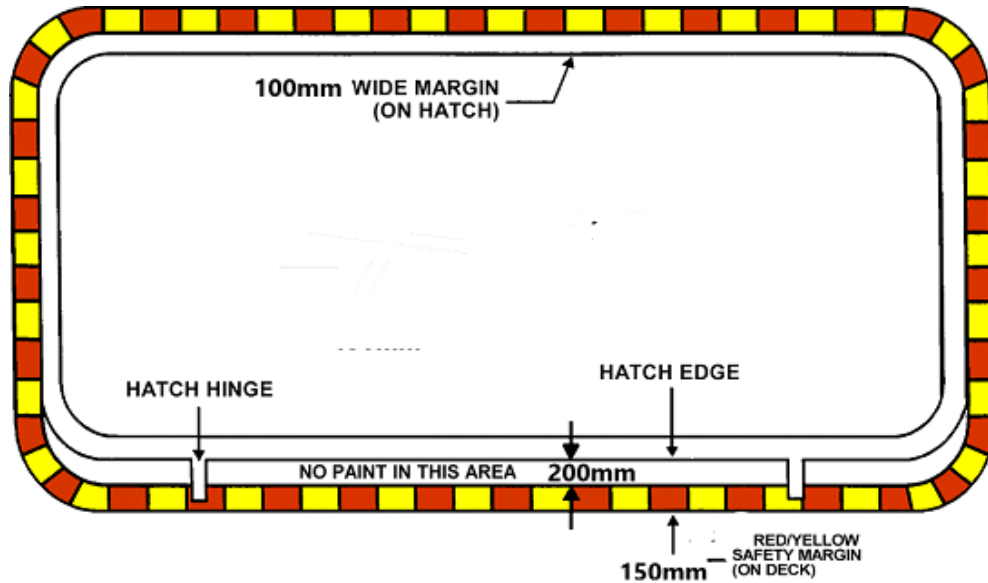 100mm WIDE MARGIN
(ON HATCH)
HATCH HINGE
HATCH EDGE
NO PAINT IN THIS AREA 200mm
RED/YELLOW
SAFETY MARGIN
(ON DECK)
150mm